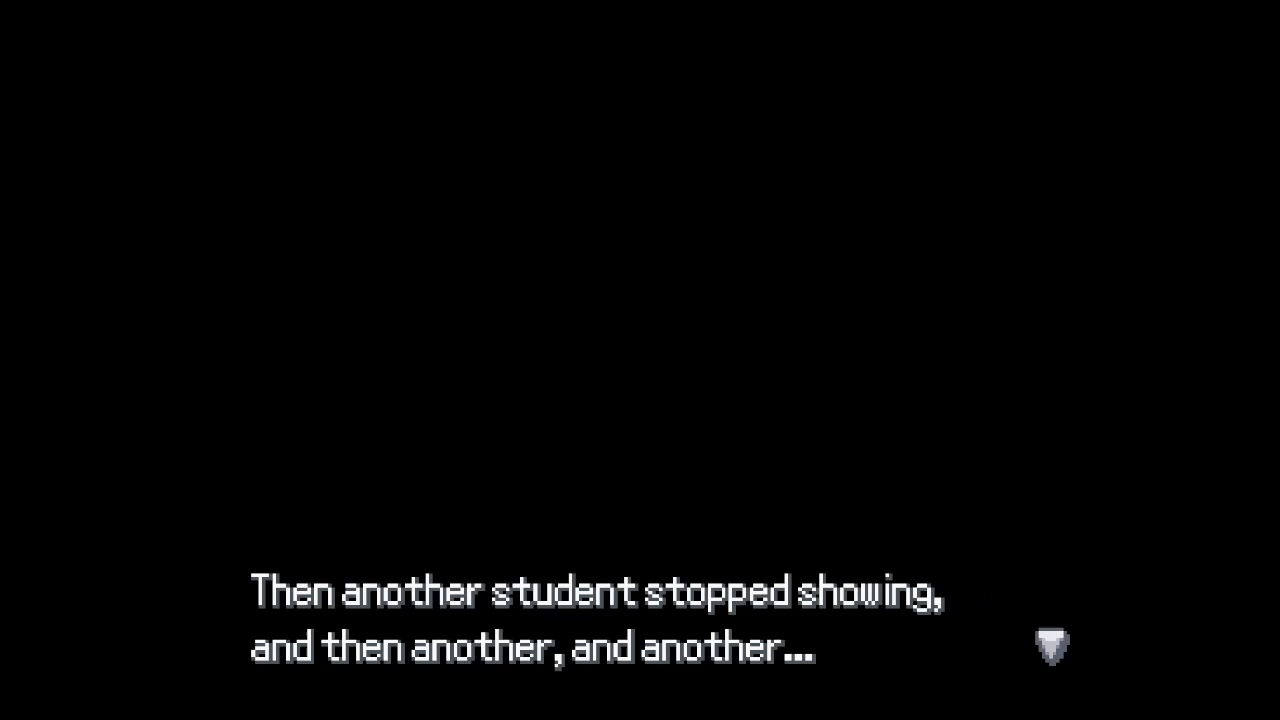 Then another student stopped showing,
and then another, and another...